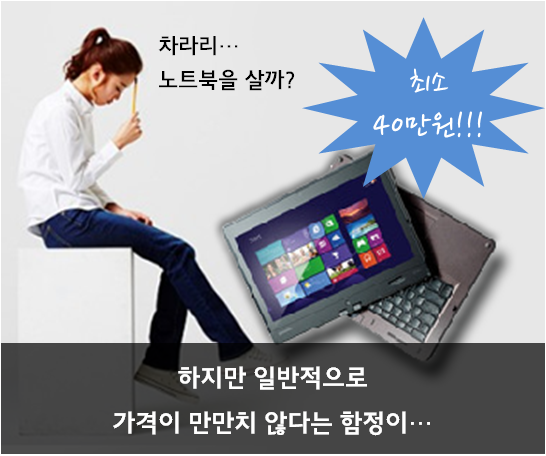 차라리…
노트북을 살까?
최소
40만원!!!
하지만 일반적으로
가격이 만만치 않다는 함정이…